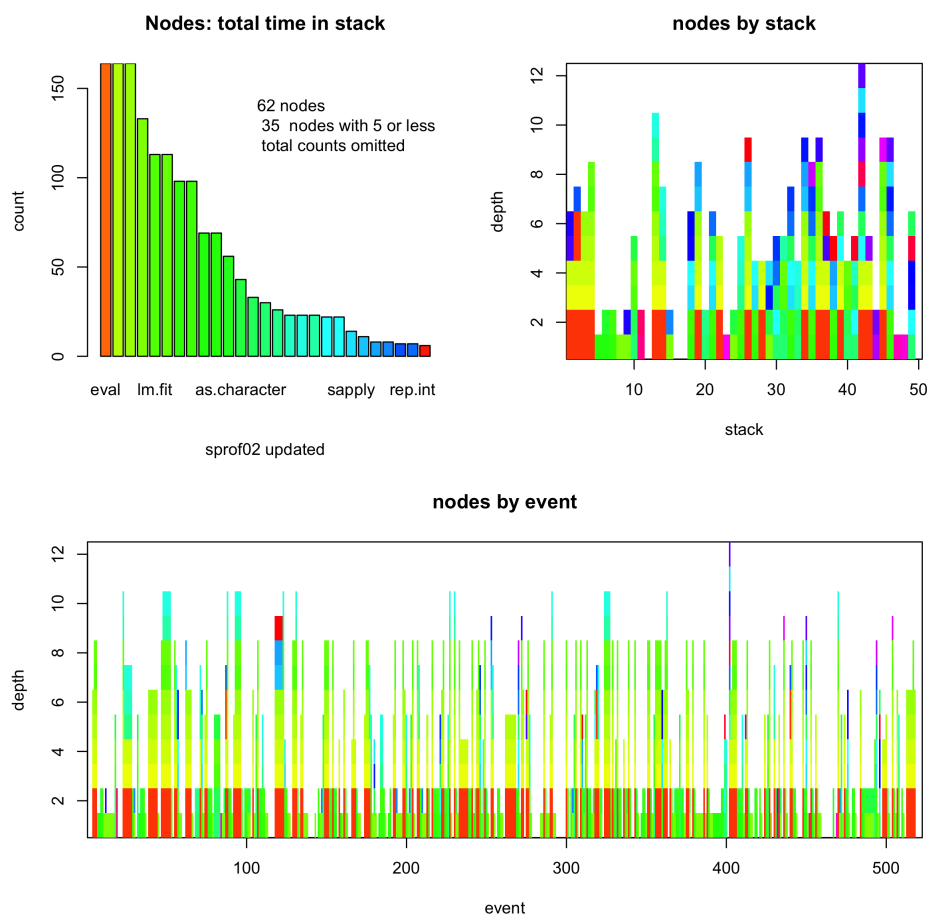 Nodes: total time in stack
62 nodes
35 nodes with 5 or less
total counts omitted
count
0
50
100
150
eval
lm.fit
as.character
sapply
rep.int
sprof02 updated
nodes by stack
depth
2
4
6
8
10
12
10
20
30
40
50
stack
nodes by event
depth
2
4
6
8
10
12
100
200
300
400
500
event